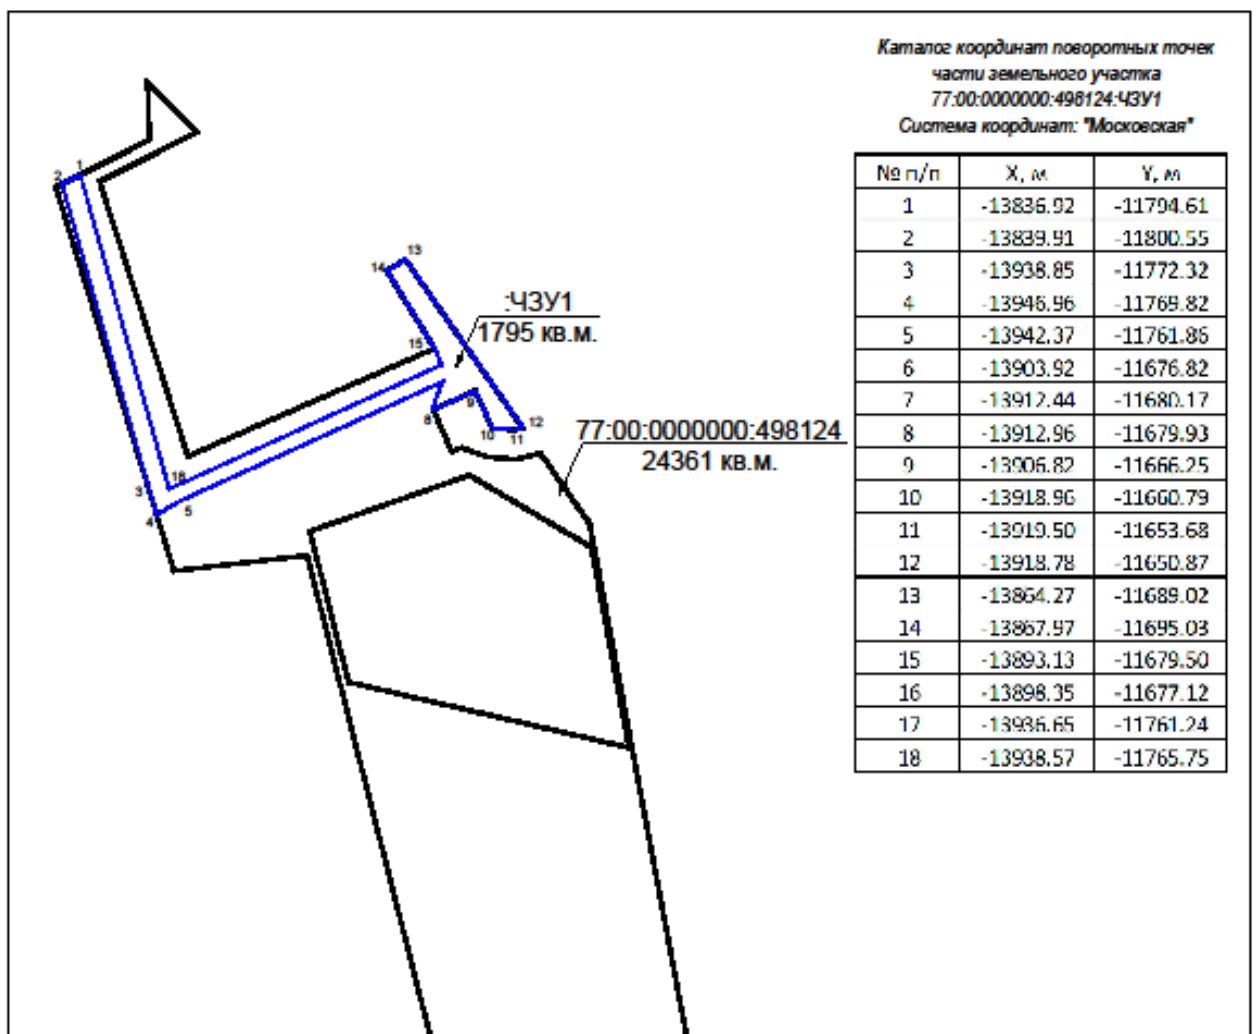 Каталог координат поворотных точек
части земельного участка
77:00:0000000:498124:ЧЗУ1
Система координат: "Московская"
№ п/п X, м Y, м
1 -13836.92 -11794.61
2 -13839.91 -11800.55
3 -13938.85 -11772.32
4 -13946.96 -11769.82
5 -13942.37 -11761.86
6 -13903.92 -11676.82
7 -13912.44 -11680.17
8 -13912.96 -11679.93
9 -13906.82 -11666.25
10 -13918.96 -11660.79
11 -13919.50 -11653.68
12 -13918.78 -11650.87
13 -13864.27 -11689.02
14 -13867.97 -11695.03
15 -13893.13 -11679.50
16 -13898.35 -11677.12
17 -13936.65 -11761.24
18 -13938.57 -11765.75
1
2
13
14
:ЧЗУ1
1795 кв.м.
15
9
8
10
11
12
77:00:0000000:498124
24361 кв.м.
18
3
5
4